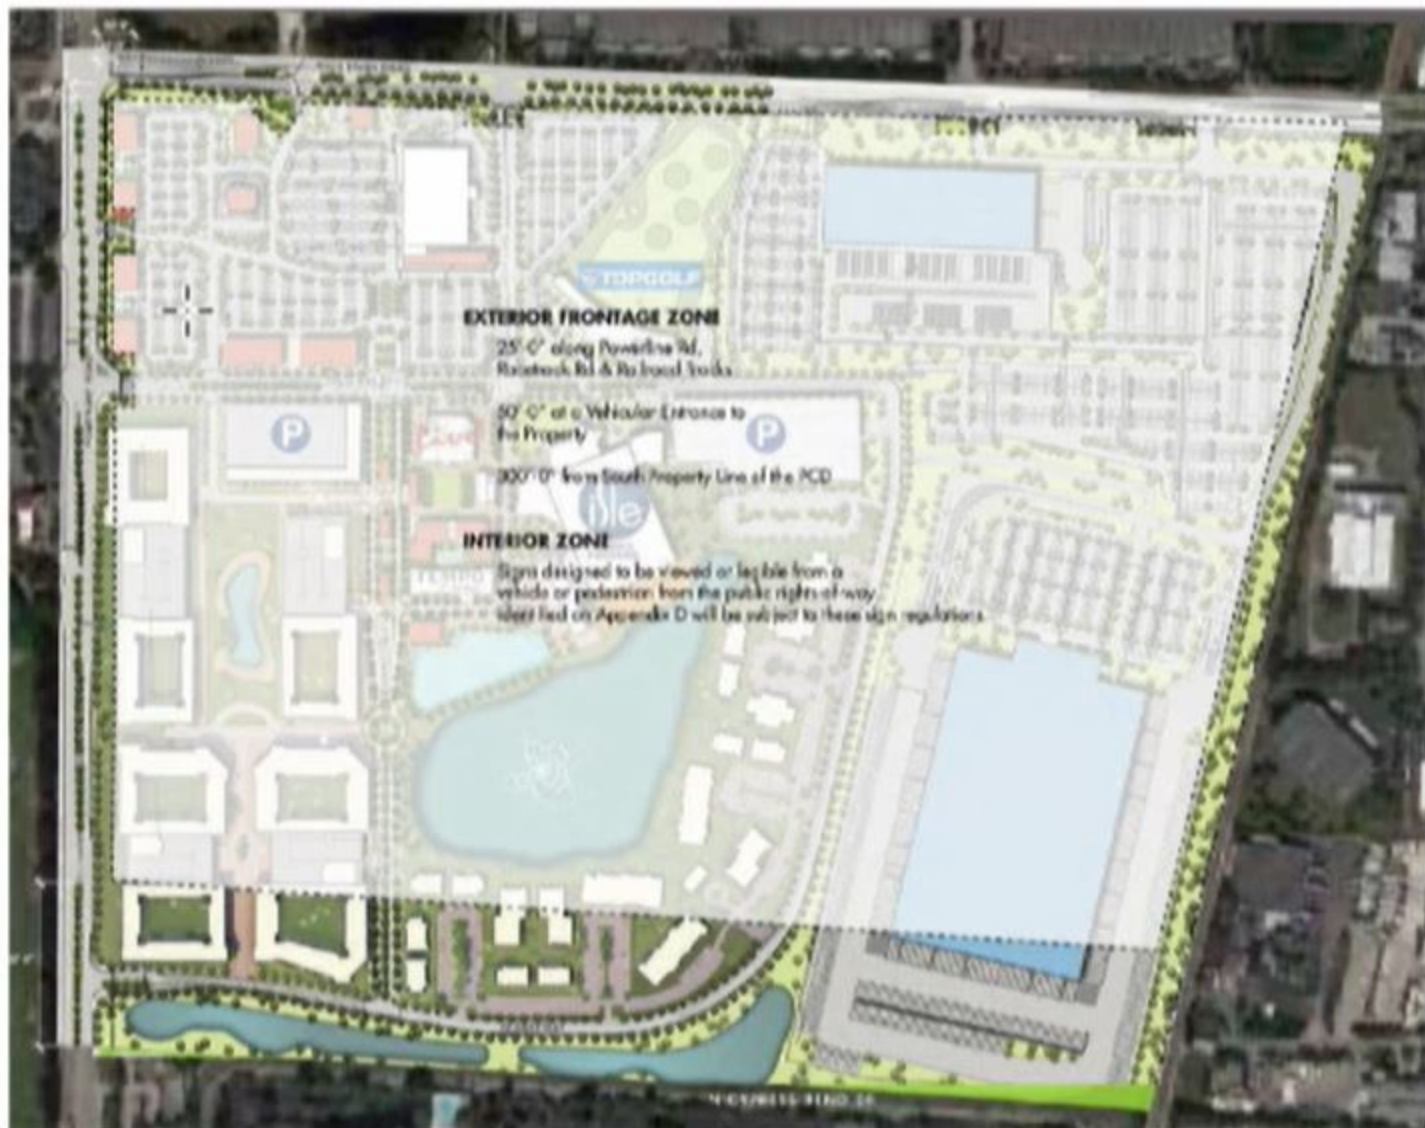 TOPGOLF
EXTERIOR FRONTAGE ZONE
25'-0" along Powerline Rd,
Racetrack Rd & Railroad Tracks
50'-0" at a Vehicular Entrance to
the Property
P
P
Live!
300'-0" from South Property Line of the PCD
isle
INTERIOR ZONE
Signs designed to be viewed or legible from a
vehicle or pedestrian from the public rights-of-way
identified on Appendix D will be subject to these sign regulations